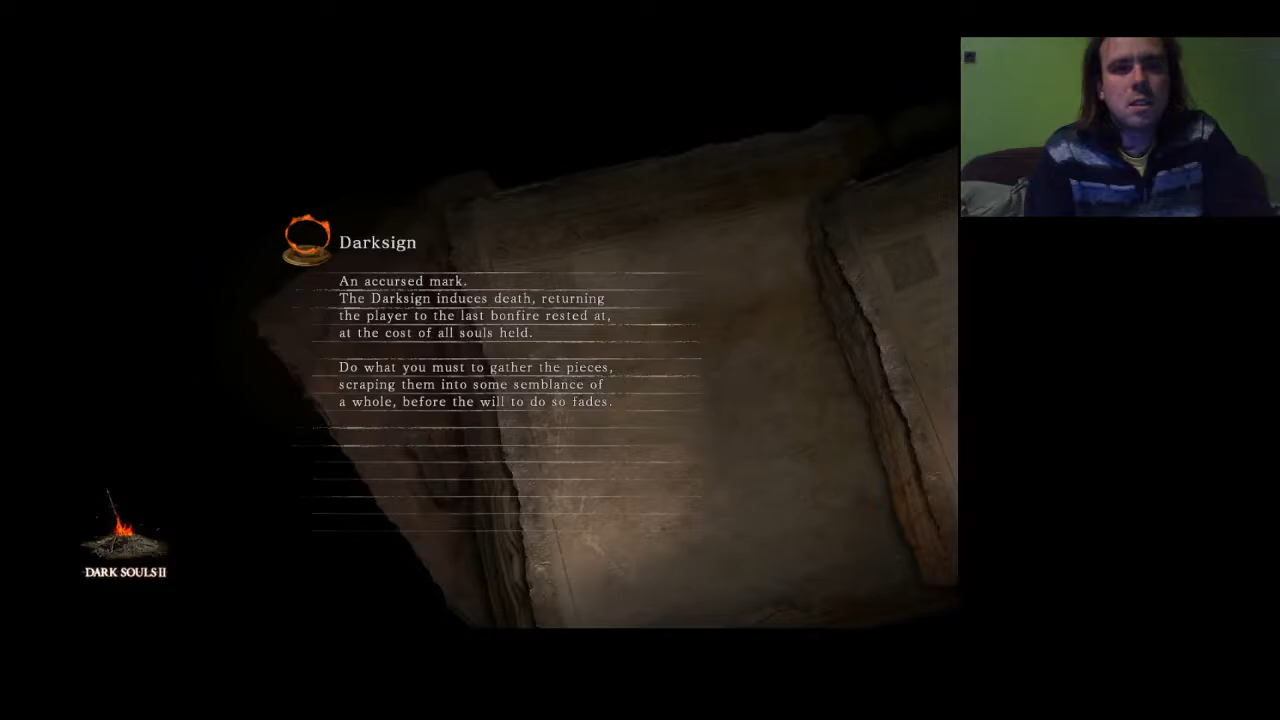 Darksign
An accursed mark.
The Darksign induces death, returning
the player to the last bonfire rested at,
at the cost of all souls held.
Do what you must to gather the pieces,
scraping them into some semblance of
a whole, before the will to do so fades.
DARK SOULS II